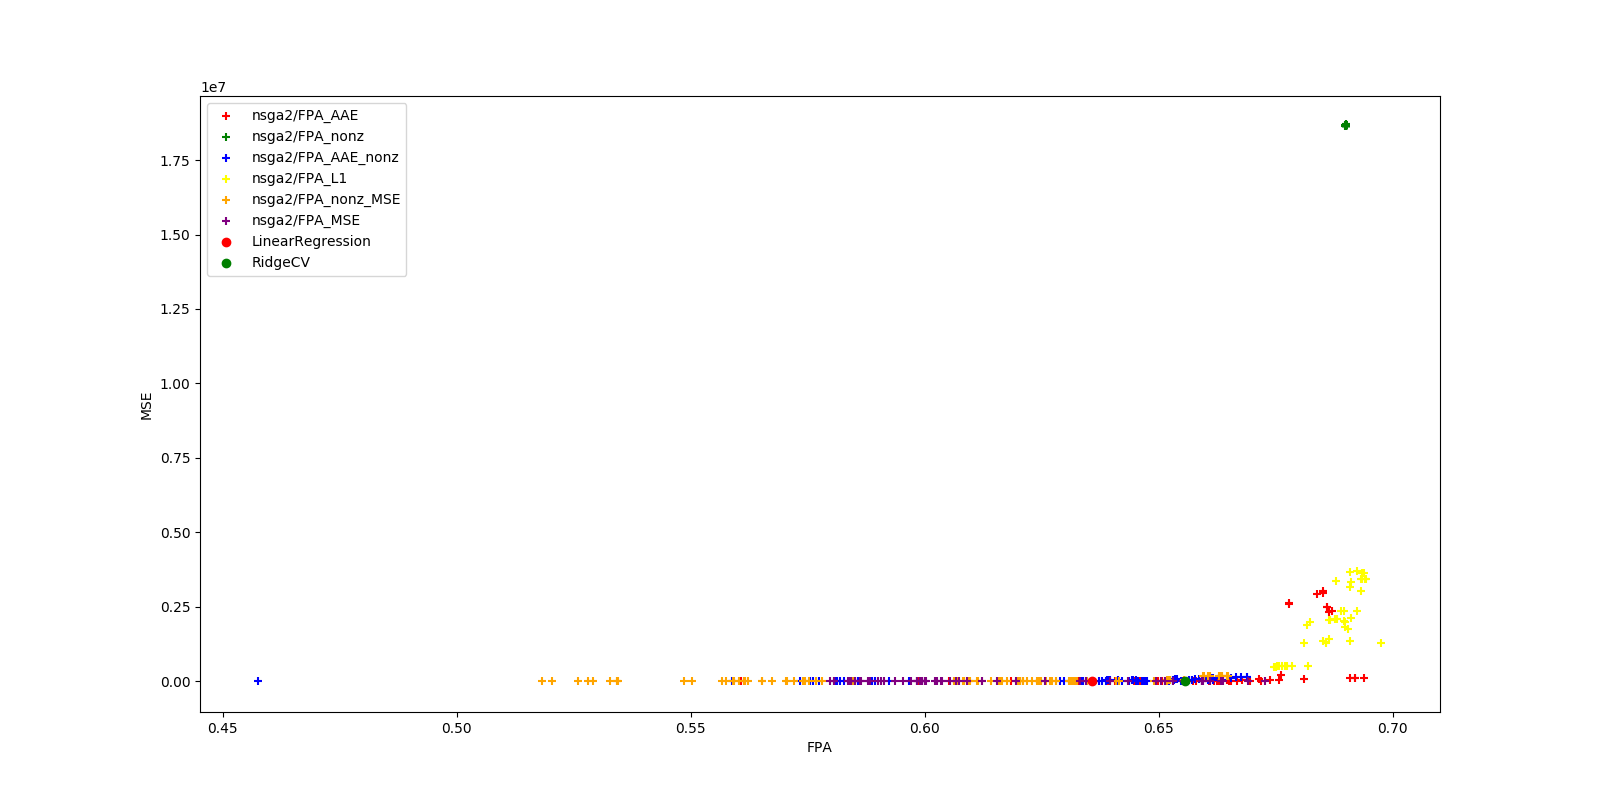 1e7
nsga2/FPA_AAE
nsga2/FPA_nonz
nsga2/FPA_AAE_nonz
nsga2/FPA_L1
nsga2/FPA_nonz_MSE
nsga2/FPA_MSE
LinearRegression
RidgeCV
1.75
1.50
1.25
1.00
0.75
0.50
0.25
0.00
MSE
0.45 0.50 0.55 0.60 0.65 0.70
FPA